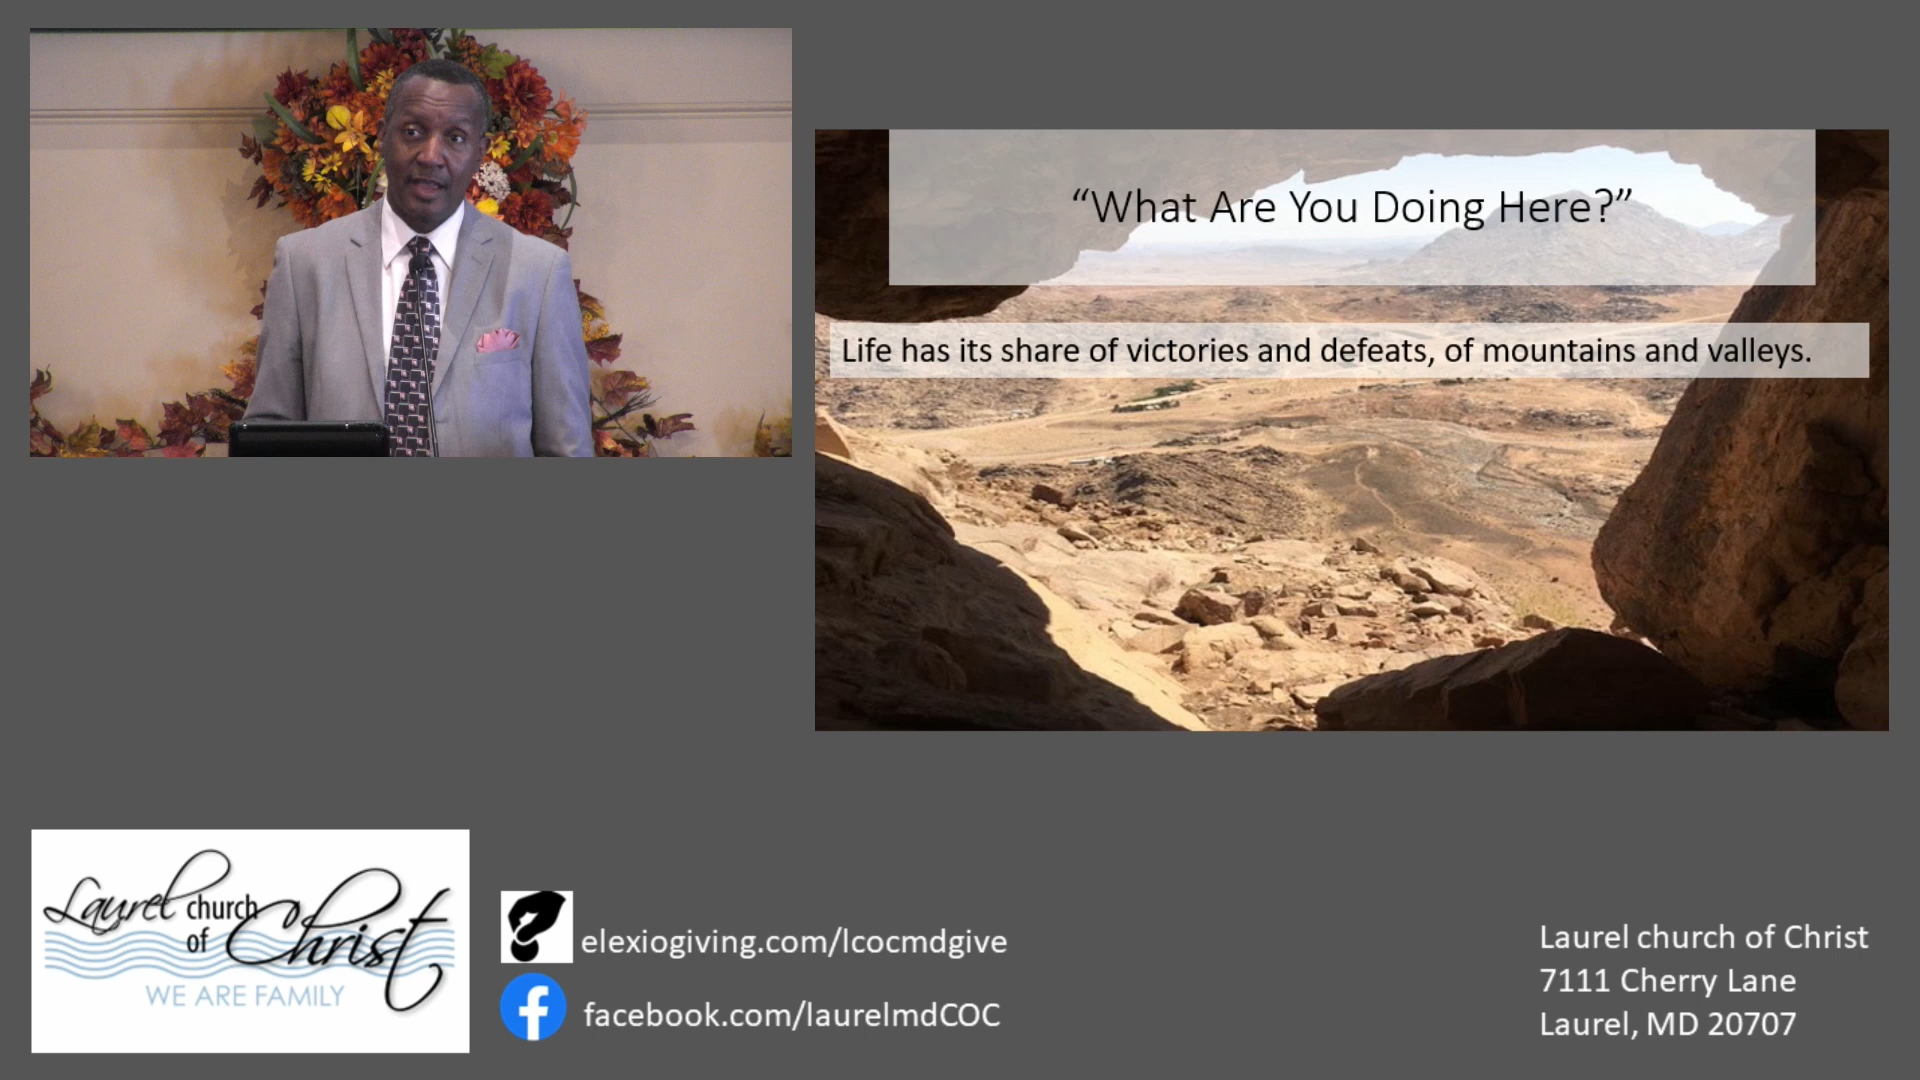 “What Are You Doing Here?”
Life has its share of victories and defeats, of mountains and valleys.
Laurel church
of Christ
WE ARE FAMILY
elexiogiving.com/lcocmdgive
facebook.com/laurelmdCOC
Laurel church of Christ
7111 Cherry Lane
Laurel, MD 20707